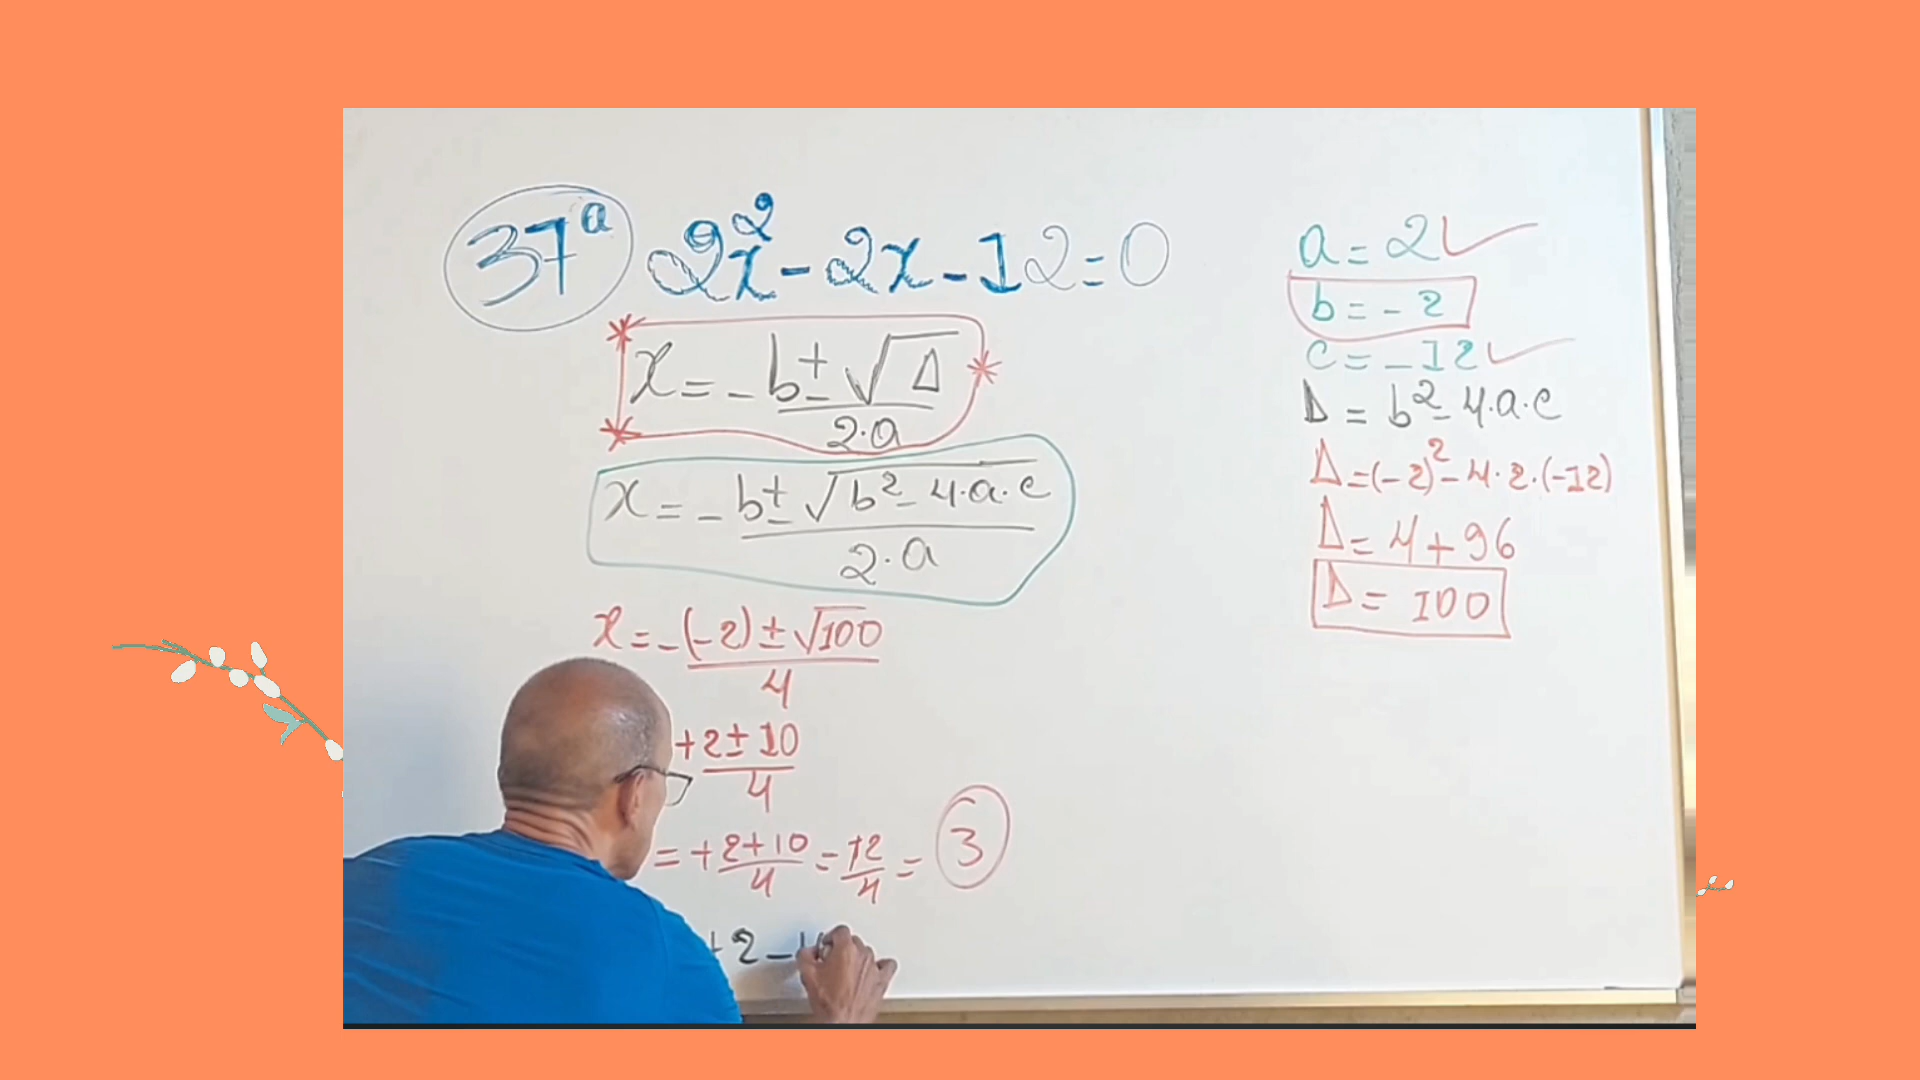 37ª 2x² - 2x - 12 = 0
x = -b ± √Δ / 2·a
x = -b ± √b² - 4·a·c / 2·a
x = -(-2) ± √100 / 4
+2 ± 10 / 4
= +2 + 10 / 4 = 12 / 4 = 3
+2 -
a = 2
b = -2
c = -12
Δ = b² - 4·a·c
Δ = (-2)² - 4·2·(-12)
Δ = 4 + 96
Δ = 100